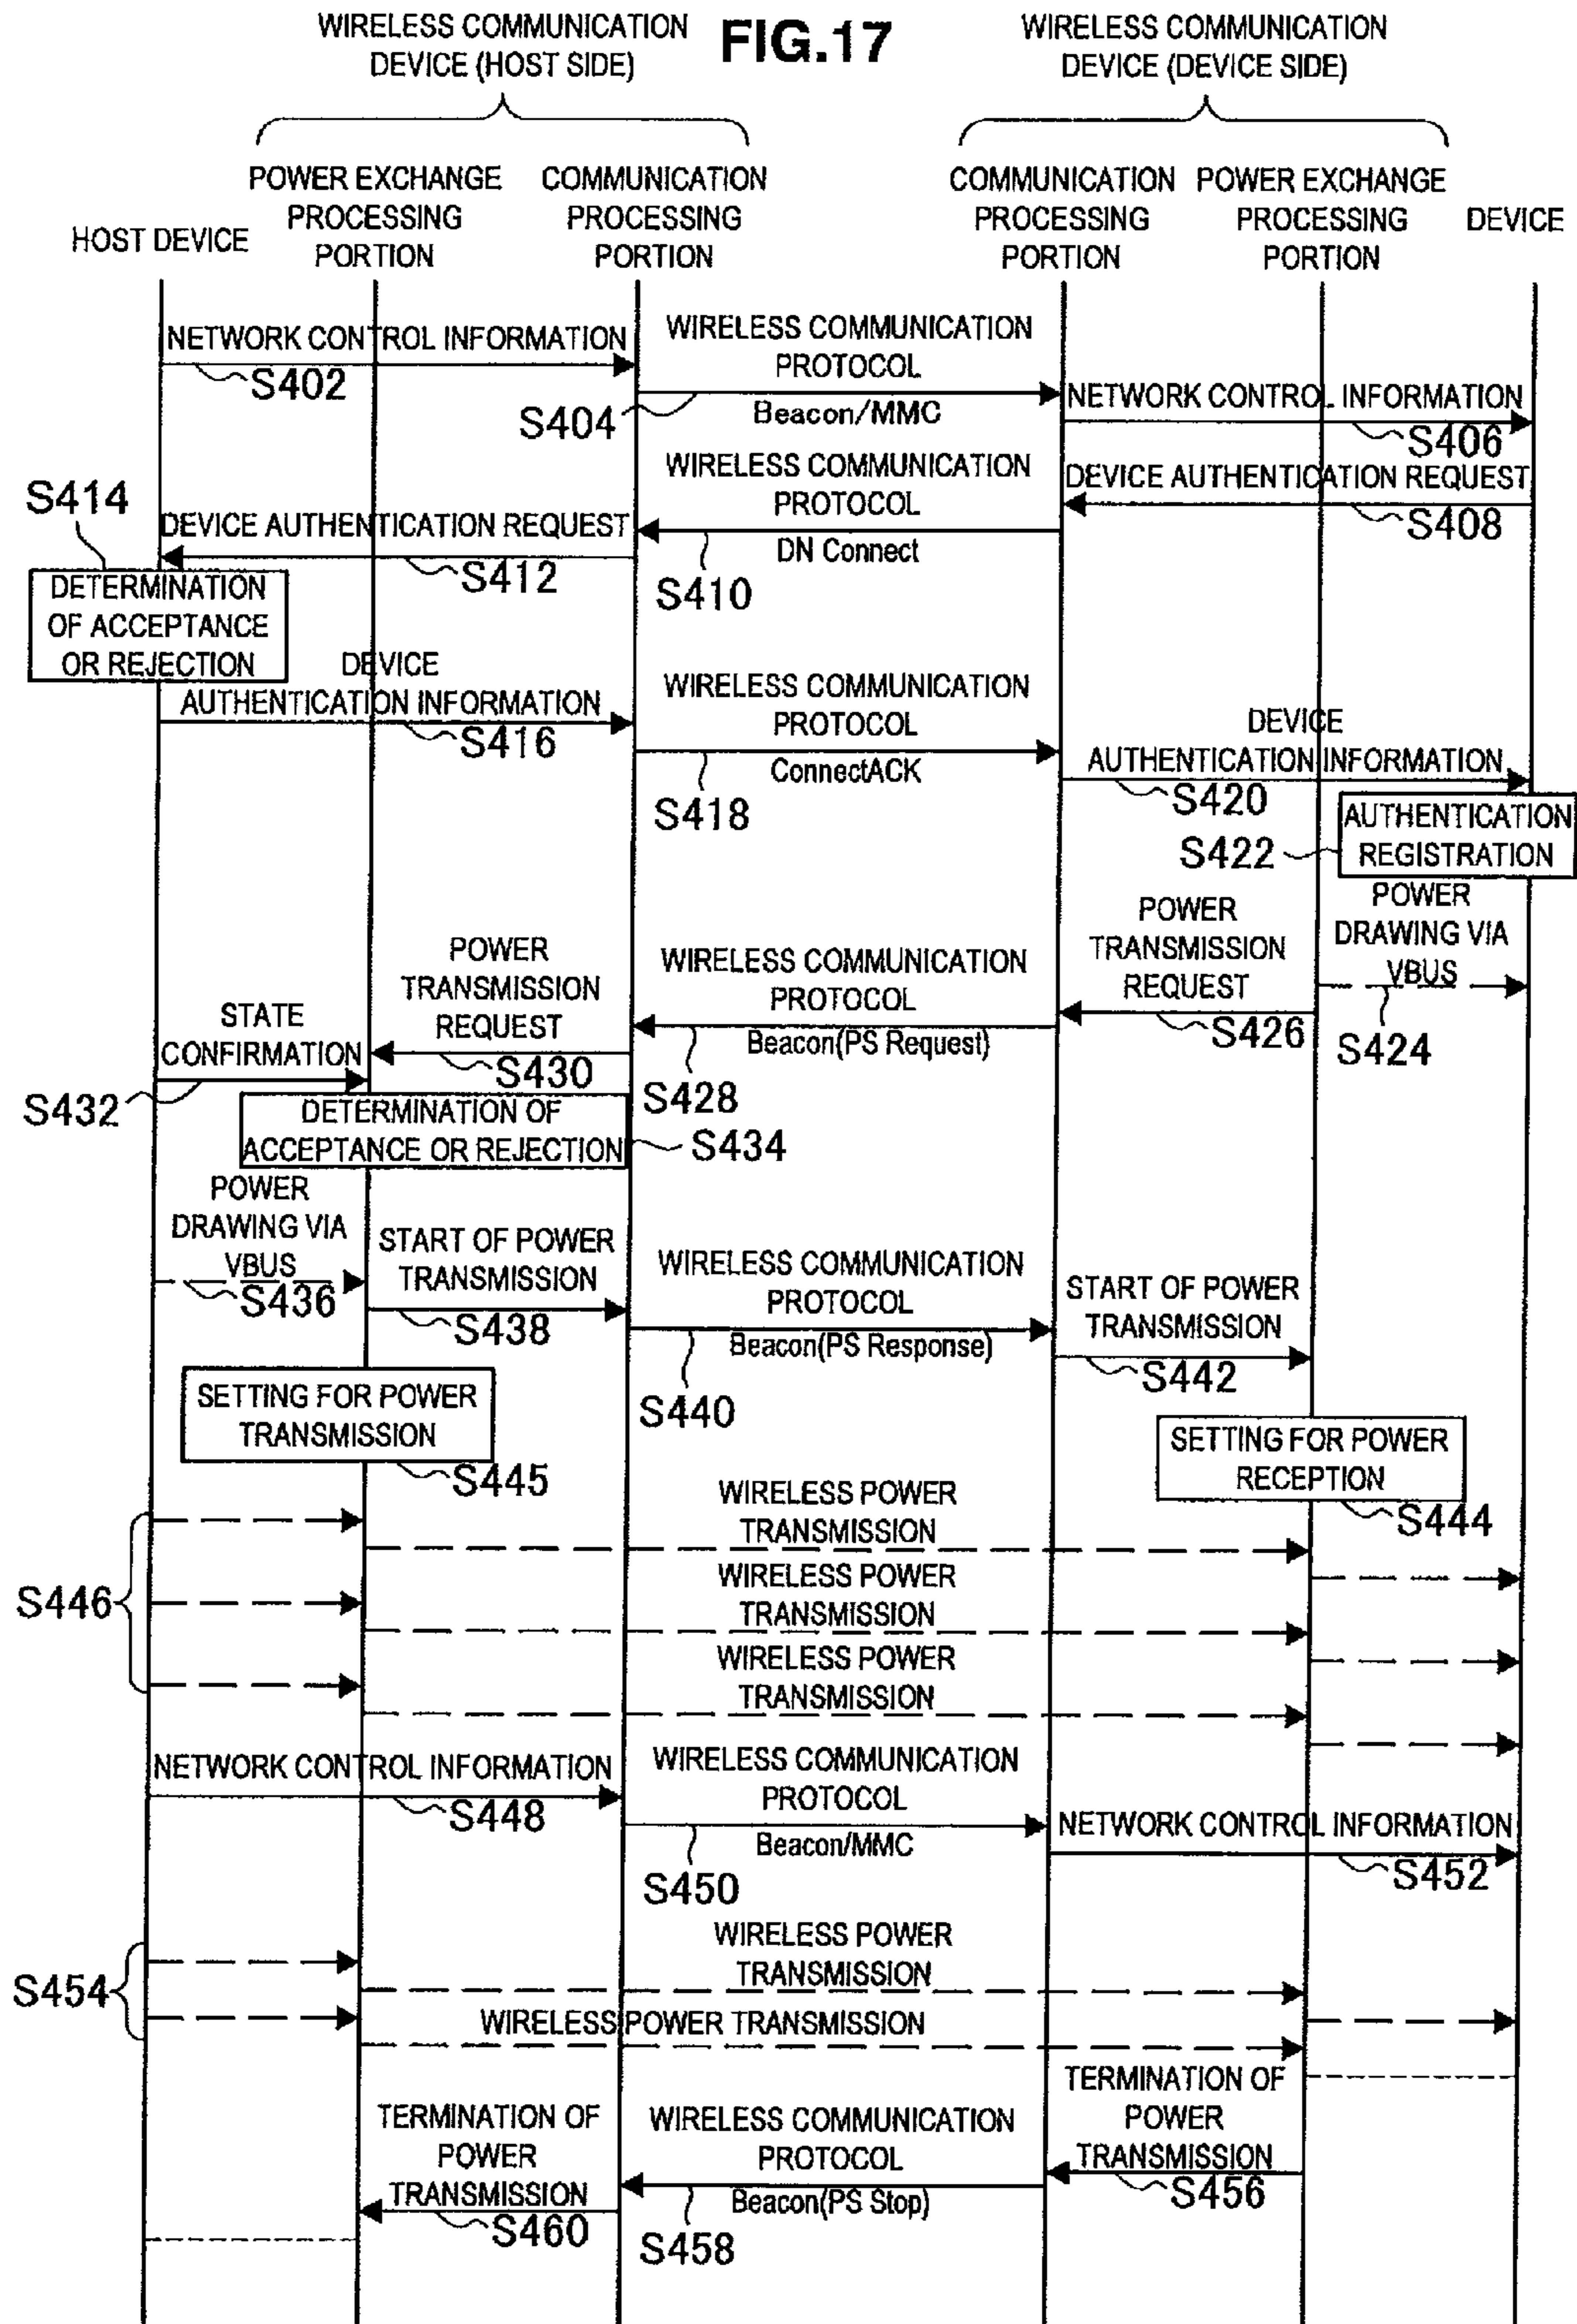 FIG.17
WIRELESS COMMUNICATION
DEVICE (HOST SIDE)
WIRELESS COMMUNICATION
DEVICE (DEVICE SIDE)
HOST DEVICE
POWER EXCHANGE
PROCESSING
PORTION
COMMUNICATION
PROCESSING
PORTION
COMMUNICATION
PROCESSING
PORTION
POWER EXCHANGE
PROCESSING
PORTION
DEVICE
NETWORK CONTROL INFORMATION
S402
WIRELESS COMMUNICATION
PROTOCOL
Beacon/MMC
S404
NETWORK CONTROL INFORMATION
S406
DEVICE AUTHENTICATION REQUEST
S408
WIRELESS COMMUNICATION
PROTOCOL
DN Connect
S410
DEVICE AUTHENTICATION REQUEST
S412
S414
DETERMINATION
OF ACCEPTANCE
OR REJECTION
DEVICE
AUTHENTICATION INFORMATION
S416
WIRELESS COMMUNICATION
PROTOCOL
ConnectACK
S418
DEVICE
AUTHENTICATION INFORMATION
S420
AUTHENTICATION
REGISTRATION
S422
POWER
DRAWING VIA
VBUS
S424
POWER
TRANSMISSION
REQUEST
S426
WIRELESS COMMUNICATION
PROTOCOL
Beacon(PS Request)
S428
POWER
TRANSMISSION
REQUEST
S430
STATE
CONFIRMATION
S432
DETERMINATION OF
ACCEPTANCE OR REJECTION
S434
POWER
DRAWING VIA
VBUS
S436
START OF POWER
TRANSMISSION
S438
WIRELESS COMMUNICATION
PROTOCOL
Beacon(PS Response)
S440
START OF POWER
TRANSMISSION
S442
SETTING FOR POWER
TRANSMISSION
S445
SETTING FOR POWER
RECEPTION
S444
WIRELESS POWER
TRANSMISSION
WIRELESS POWER
TRANSMISSION
S446
WIRELESS POWER
TRANSMISSION
NETWORK CONTROL INFORMATION
S448
WIRELESS COMMUNICATION
PROTOCOL
Beacon/MMC
S450
NETWORK CONTROL INFORMATION
S452
WIRELESS POWER
TRANSMISSION
S454
WIRELESS POWER TRANSMISSION
TERMINATION OF
POWER
TRANSMISSION
S456
WIRELESS COMMUNICATION
PROTOCOL
Beacon(PS Stop)
S458
TERMINATION OF
POWER
TRANSMISSION
S460